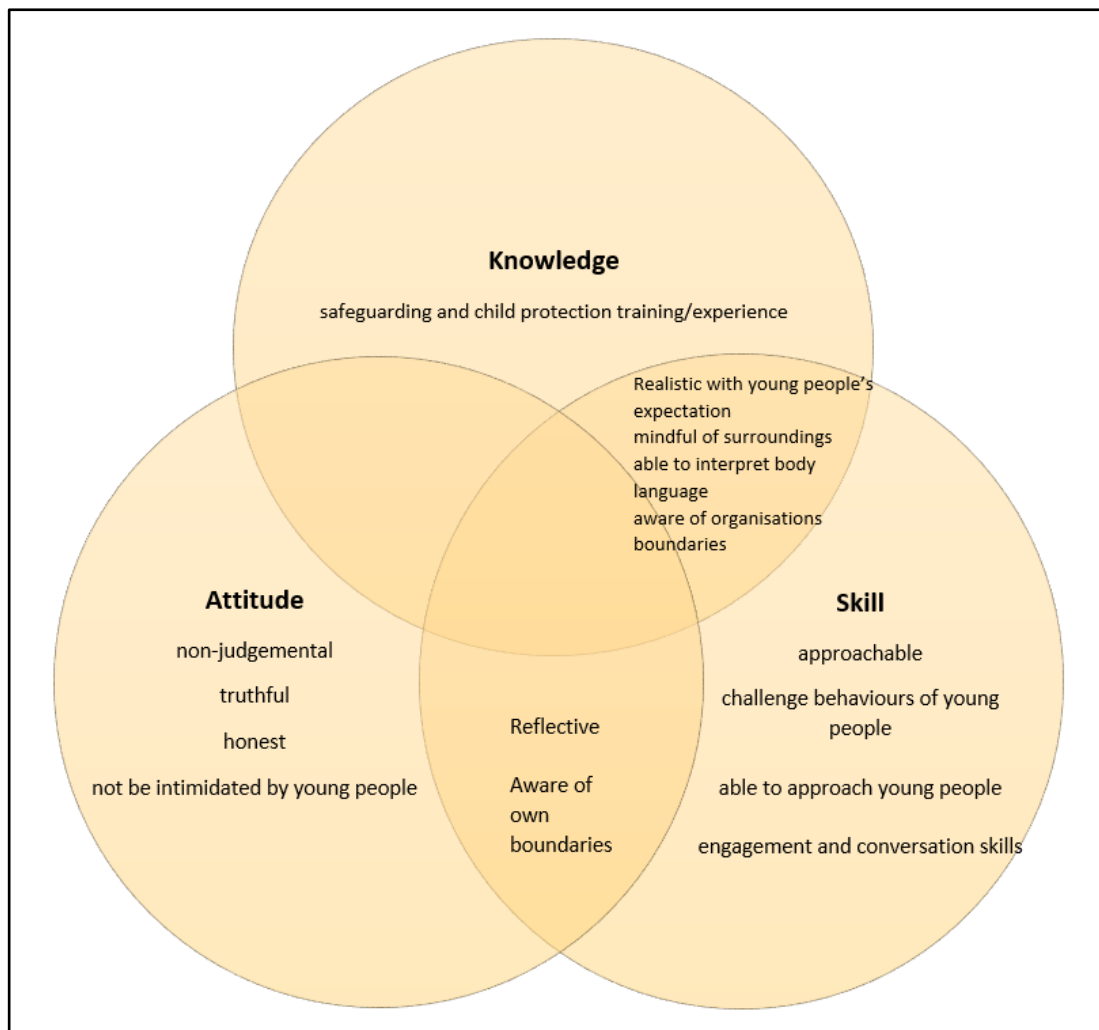 Knowledge
safeguarding and child protection training/experience
Realistic with young people's
expectation
mindful of surroundings
able to interpret body
language
aware of organisations
boundaries
Attitude
non-judgemental
truthful
honest
not be intimidated by young people
Reflective
Aware of
own
boundaries
Skill
approachable
challenge behaviours of young
people
able to approach young people
engagement and conversation skills